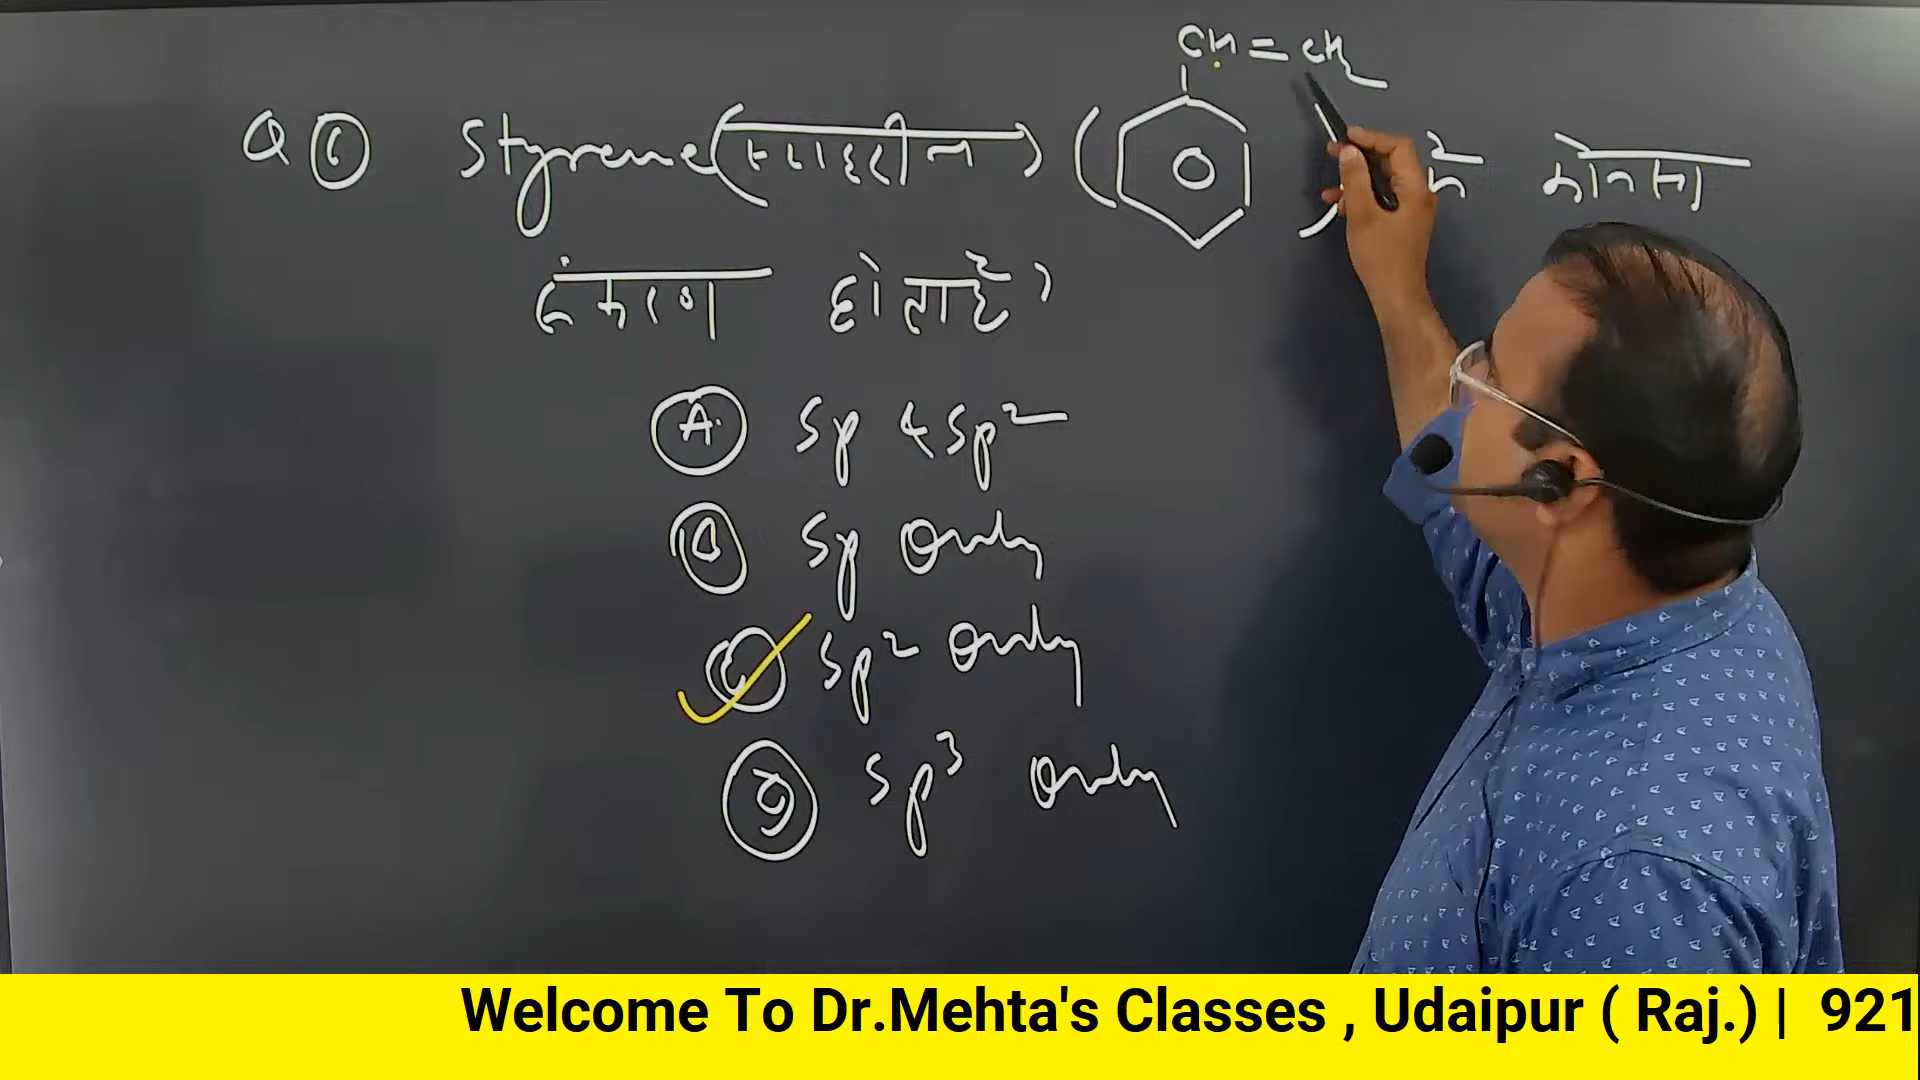 CH = CH2
Q ① Styrene (स्टाइरीन) ( ) में कौनसा
संकरण होता है ?
Ⓐ sp & sp²
Ⓑ sp only
Ⓒ sp² only
Ⓓ sp³ only
Welcome To Dr.Mehta's Classes , Udaipur ( Raj.) | 921